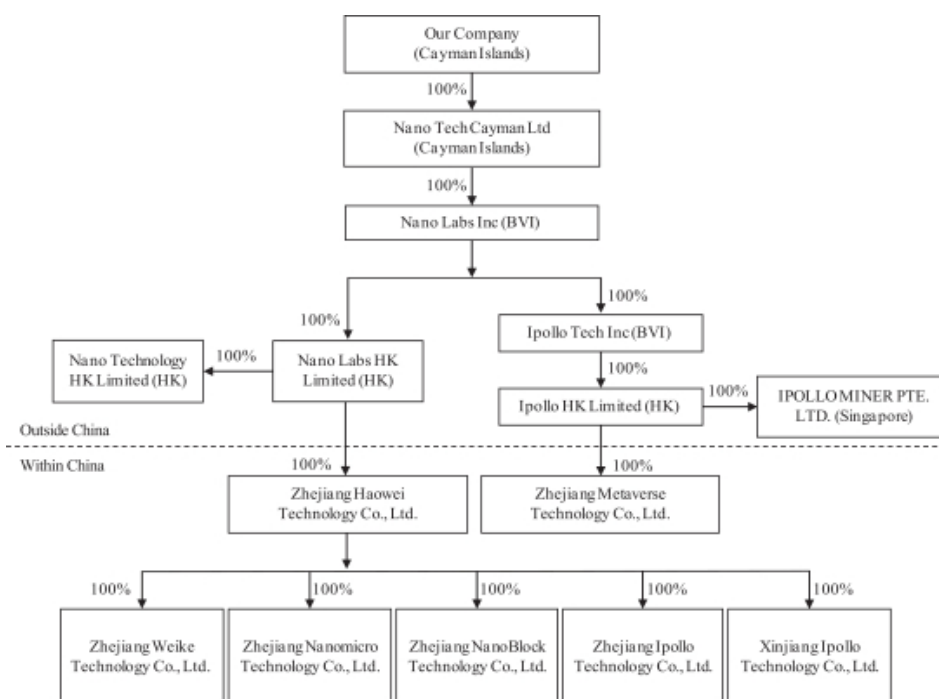 Our Company
(Cayman Islands)
100%
Nano Tech Cayman Ltd
(Cayman Islands)
100%
Nano Labs Inc (BVI)
100%
100%
Ipollo Tech Inc (BVI)
Nano Technology
HK Limited (HK)
100%
Nano Labs HK
Limited (HK)
100%
Ipollo HK Limited (HK)
100%
IPOLLO MINER PTE.
LTD. (Singapore)
Outside China
Within China
100%
100%
Zhejiang Haowei
Technology Co., Ltd.
Zhejiang Metaverse
Technology Co., Ltd.
100%
100%
100%
100%
100%
Zhejiang Weike
Technology Co., Ltd.
Zhejiang Nanomicro
Technology Co., Ltd.
Zhejiang NanoBlock
Technology Co., Ltd.
Zhejiang Ipollo
Technology Co., Ltd.
Xinjiang Ipollo
Technology Co., Ltd.